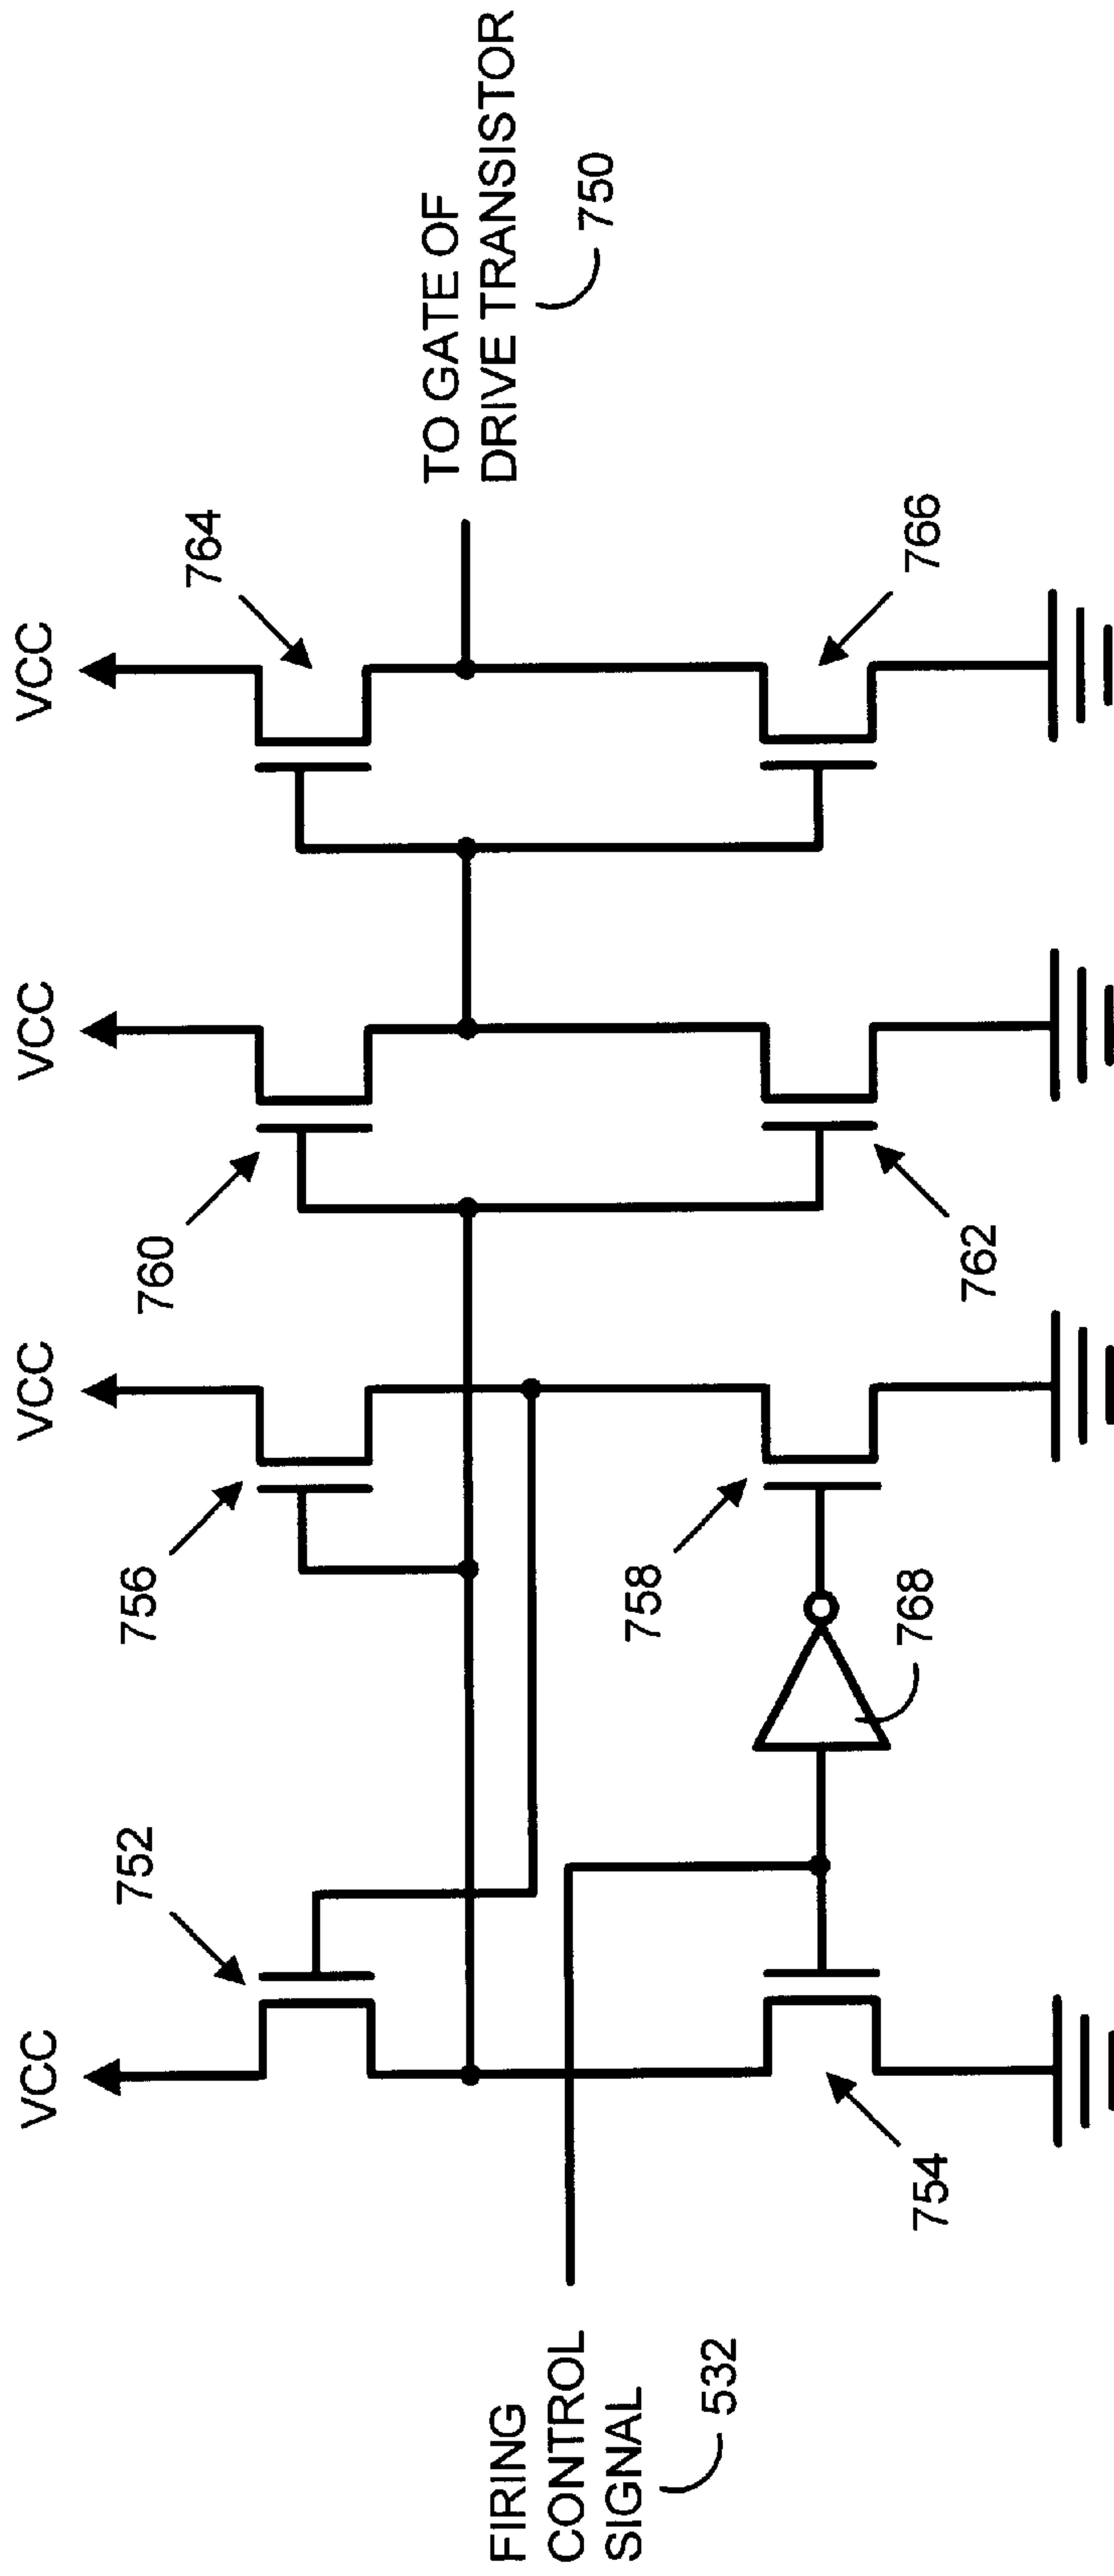 VCC
VCC
VCC
VCC
752
756
760
764
TO GATE OF
DRIVE TRANSISTOR
750
FIRING
CONTROL
SIGNAL
532
754
758
768
762
766